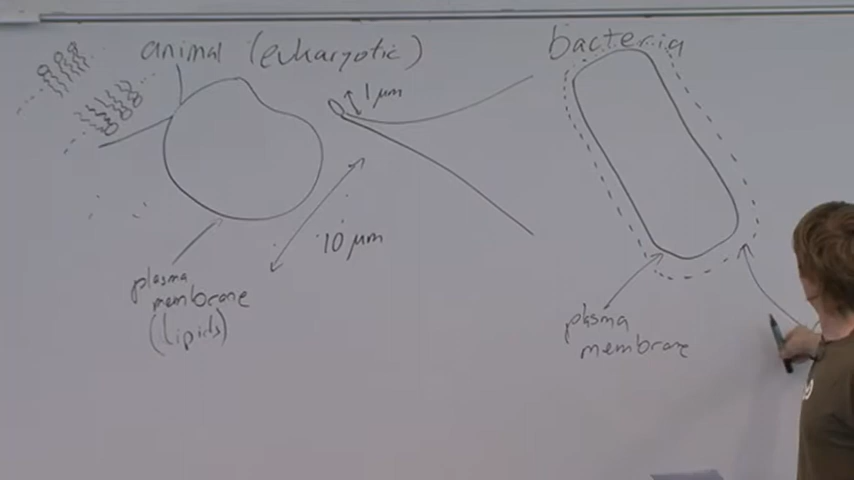 animal (eukaryotic)
1 μm
10 μm
plasma
membrane
(lipids)
bacteria
plasma
membrane